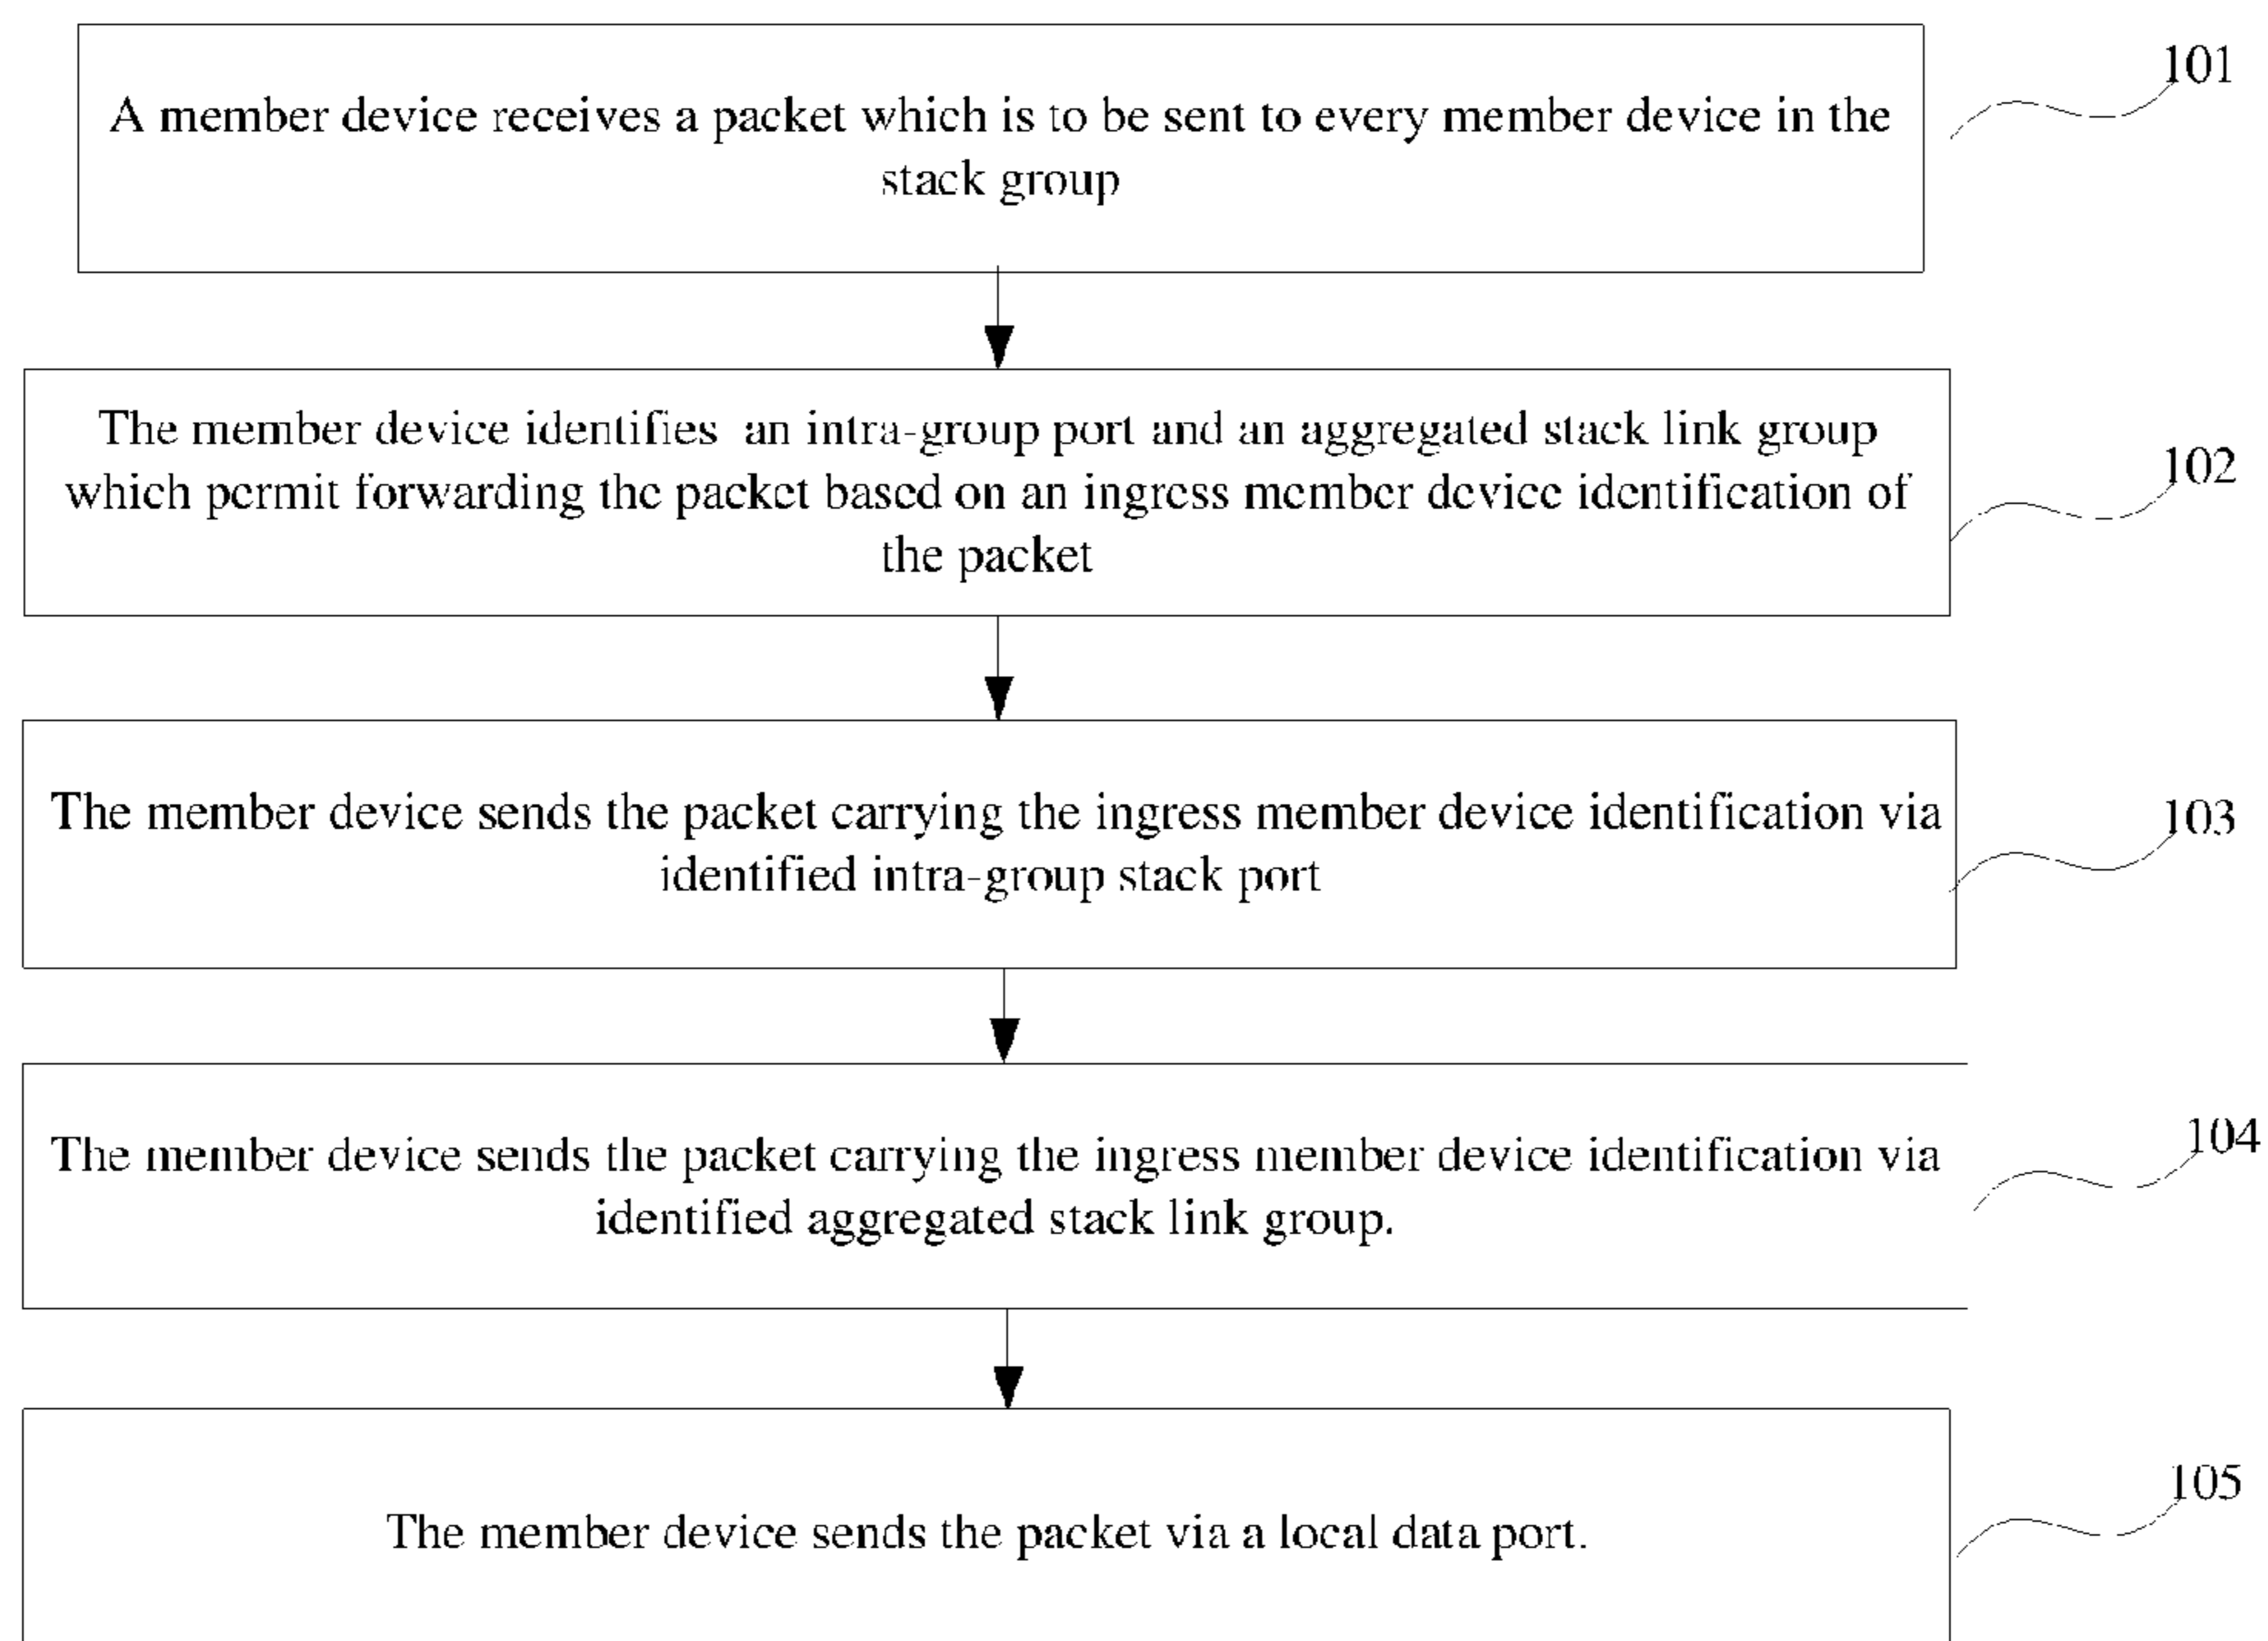 A member device receives a packet which is to be sent to every member device in the
stack group
101
The member device identifies an intra-group port and an aggregated stack link group
which permit forwarding the packet based on an ingress member device identification of
the packet
102
The member device sends the packet carrying the ingress member device identification via
identified intra-group stack port
103
The member device sends the packet carrying the ingress member device identification via
identified aggregated stack link group.
104
The member device sends the packet via a local data port.
105